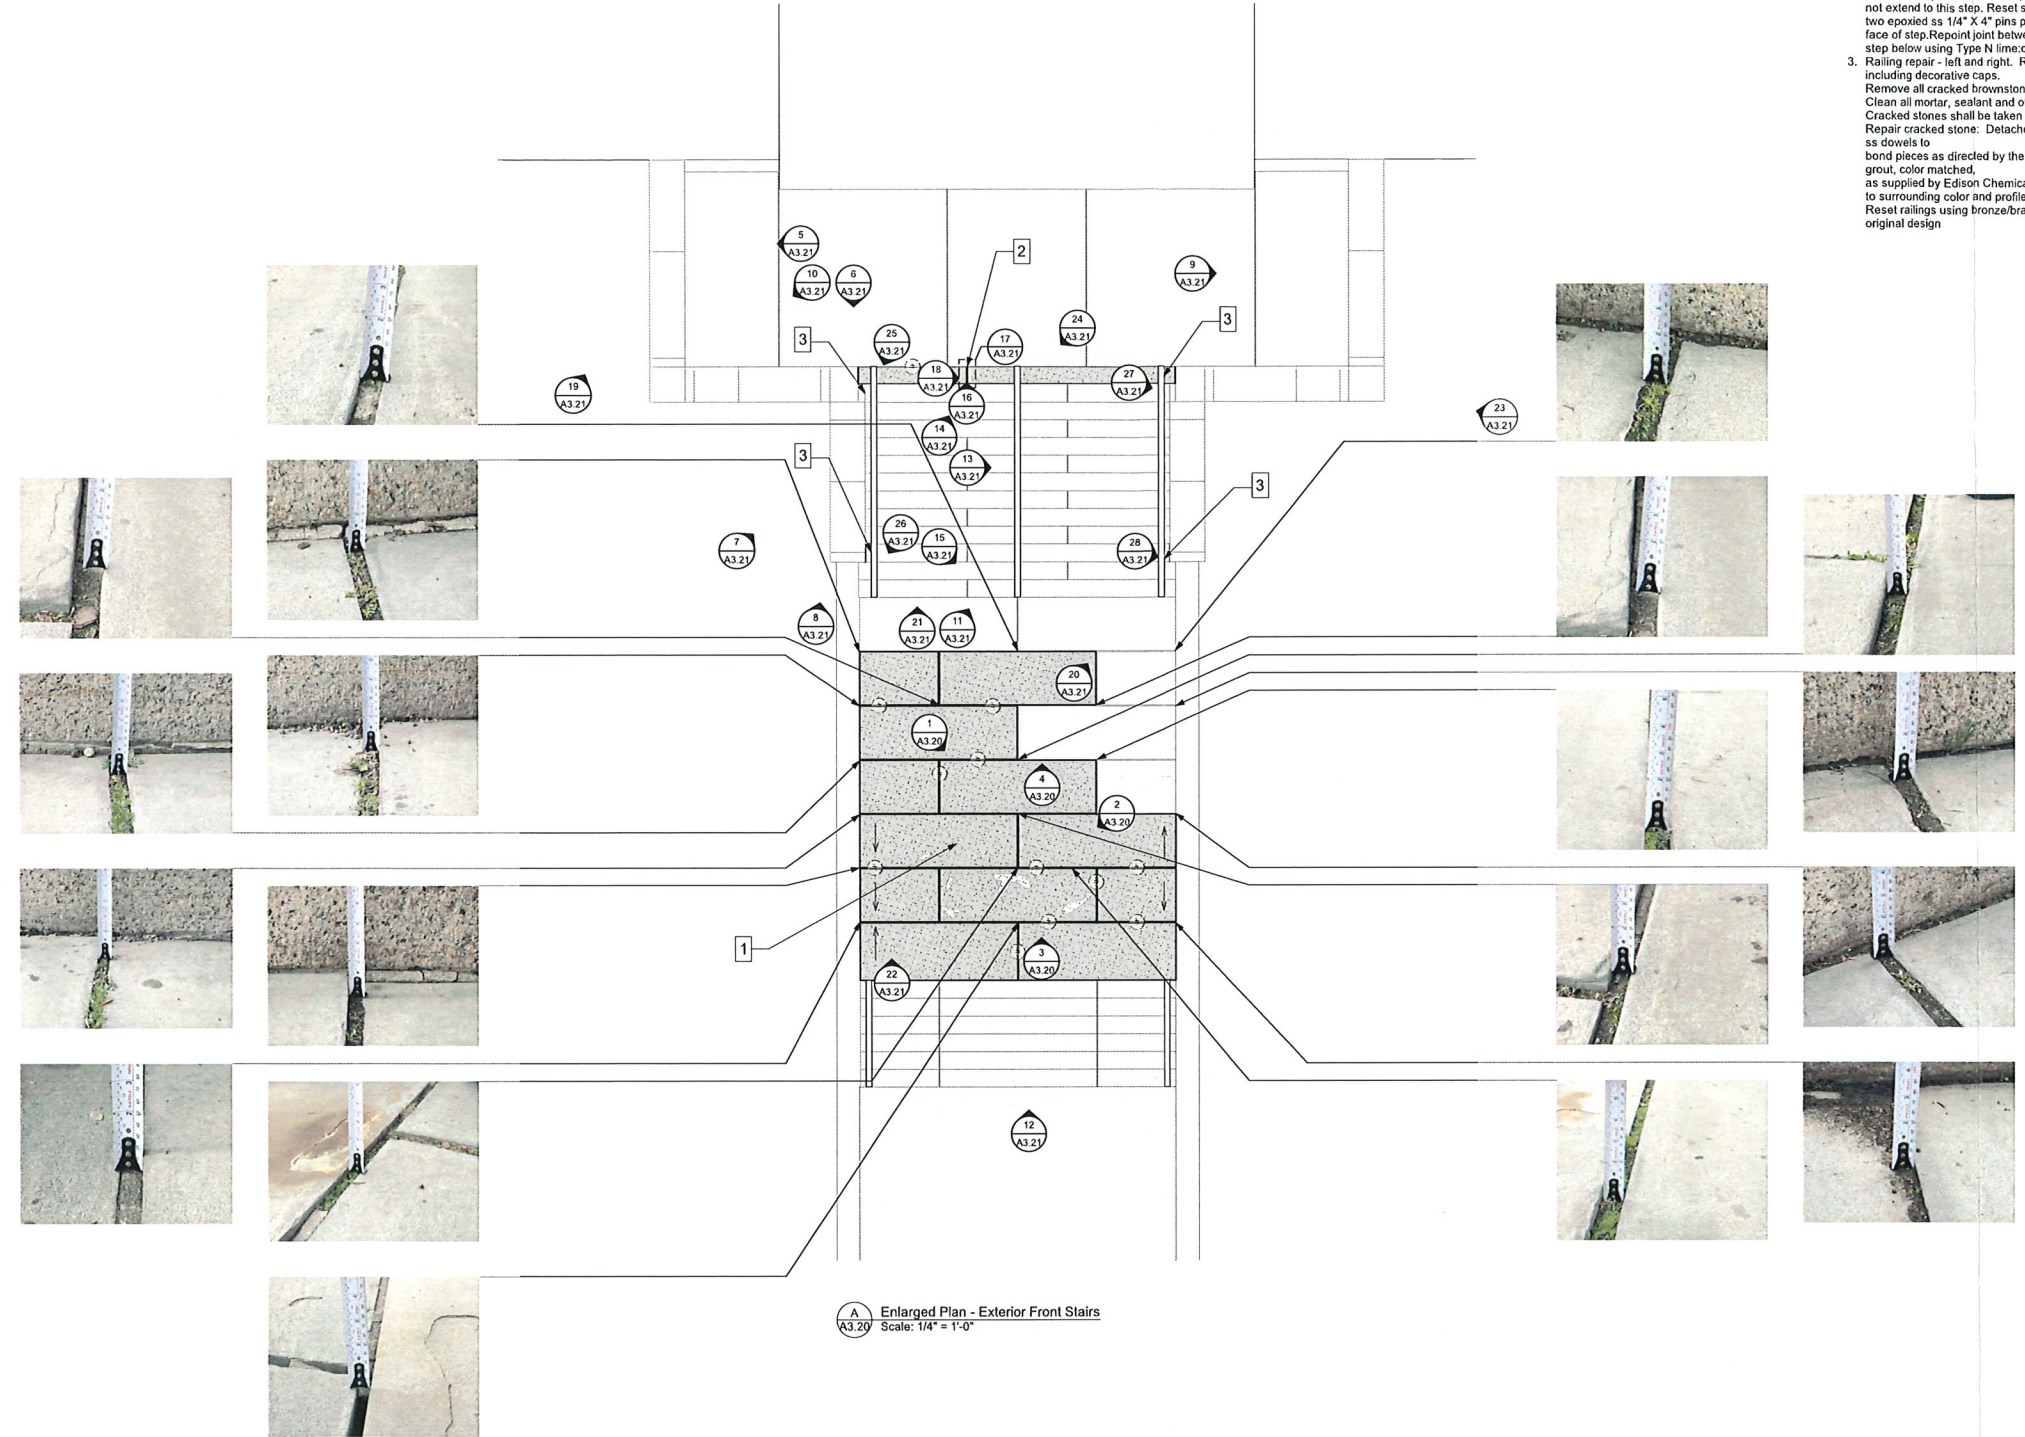 not extend to this step. Reset s
two epoxied ss 1/4" X 4" pins p
face of step.Repoint joint betwe
step below using Type N lime:c
3. Railing repair - left and right. R
including decorative caps.
Remove all cracked brownston
Clean all mortar, sealant and o
Cracked stones shall be taken
Repair cracked stone: Detache
ss dowels to
bond pieces as directed by the
grout, color matched,
as supplied by Edison Chemica
to surrounding color and profile
Reset railings using bronze/bra
original design
5
A3.21
10
A3.21
6
A3.21
2
9
A3.21
3
25
A3.21
17
A3.21
24
A3.21
3
18
A3.21
27
A3.21
19
A3.21
16
A3.21
23
A3.21
14
A3.21
3
13
A3.21
3
26
A3.21
15
A3.21
28
A3.21
7
A3.21
8
A3.21
21
A3.21
11
A3.21
20
A3.21
1
A3.20
4
A3.20
2
A3.20
1
3
A3.20
22
A3.21
12
A3.21
A
A3.20
Enlarged Plan - Exterior Front Stairs
Scale: 1/4" = 1'-0"